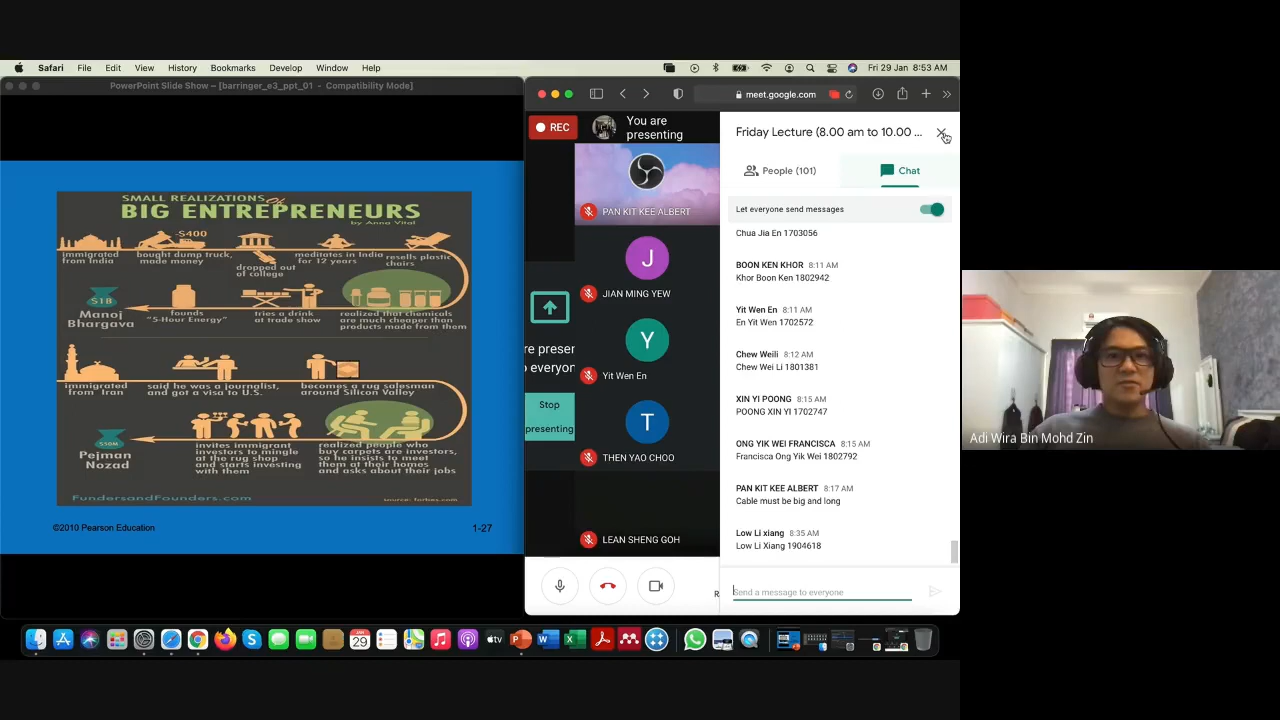 Safari File Edit View History Bookmarks Develop Window Help
Fri 29 Jan 8:53 AM
PowerPoint Slide Show – [barringer_e3_ppt_01 - Compatibility Mode]
SMALL REALIZATIONS Of
BIG ENTREPRENEURS
by Anna Vital
immigrated
from India
$400
bought dump truck,
made money
dropped out
of college
meditates in India
for 12 years
resells plastic
chairs
$1B
Manoj
Bhargava
founds
"5-Hour Energy"
tries a drink
at trade show
realized that chemicals
are much cheaper than
products made from them
immigrated
from Iran
said he was a journalist,
and got a visa to U.S.
becomes a rug salesman
around Silicon Valley
$50M
Pejman
Nozad
invites immigrant
investors to mingle
at the rug shop
and starts investing
with them
realized people who
buy carpets are investors,
so he insists to meet
them at their homes
and asks about their jobs
FundersandFounders.com
source: forbes.com
©2010 Pearson Education
1-27
meet.google.com
REC
You are
presenting
PAN KIT KEE ALBERT
J
JIAN MING YEW
Y
Yit Wen En
T
THEN YAO CHOO
LEAN SHENG GOH
re presen
o everyon
Stop
presenting
R
Friday Lecture (8.00 am to 10.00 ...
People (101)
Chat
Let everyone send messages
Chua Jia En 1703056
BOON KEN KHOR 8:11 AM
Khor Boon Ken 1802942
Yit Wen En 8:11 AM
En Yit Wen 1702572
Chew Weili 8:12 AM
Chew Wei Li 1801381
XIN YI POONG 8:15 AM
POONG XIN YI 1702747
ONG YIK WEI FRANCISCA 8:15 AM
Francisca Ong Yik Wei 1802792
PAN KIT KEE ALBERT 8:17 AM
Cable must be big and long
Low Li xiang 8:35 AM
Low Li Xiang 1904618
Send a message to everyone
29
tv
Adi Wira Bin Mohd Zin